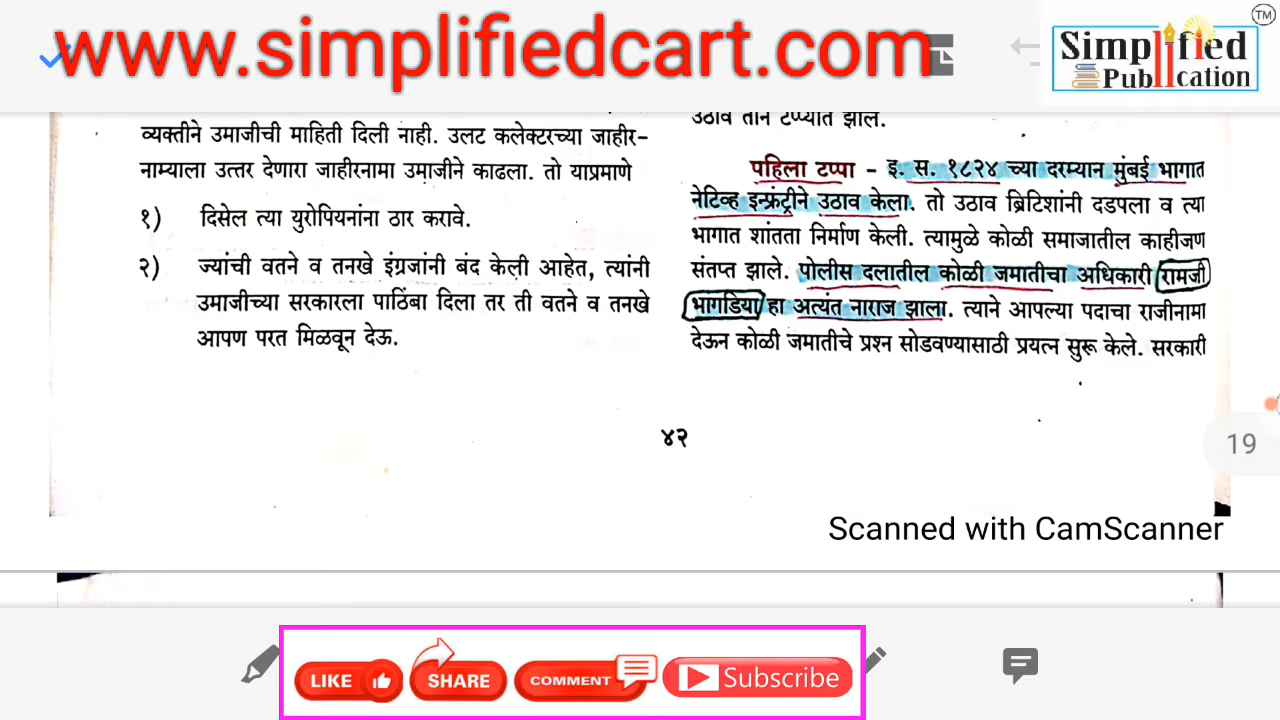 www.simplifiedcart.com
TM
Simplified
Publication
व्यक्तीने उमाजीची माहिती दिली नाही. उलट कलेक्टरच्या जाहीर–
नाम्याला उत्तर देणारा जाहीरनामा उमाजीने काढला. तो याप्रमाणे
१) दिसेल त्या युरोपियनांना ठार करावे.
२) ज्यांची वतने व तनखे इंग्रजांनी बंद केली आहेत, त्यांनी
उमाजीच्या सरकारला पाठिंबा दिला तर ती वतने व तनखे
आपण परत मिळवून देऊ.
उठाव तीन टप्प्यात झाले.
पहिला टप्पा – इ. स. १८२४ च्या दरम्यान मुंबई भागात
नेटिव्ह इन्फ्रंट्रीने उठाव केला. तो उठाव ब्रिटिशांनी दडपला व त्या
भागात शांतता निर्माण केली. त्यामुळे कोळी समाजातील काहीजण
संतप्त झाले. पोलीस दलातील कोळी जमातीचा अधिकारी रामजी
भांगडिया हा अत्यंत नाराज झाला. त्याने आपल्या पदाचा राजीनामा
देऊन कोळी जमातीचे प्रश्न सोडवण्यासाठी प्रयत्न सुरू केले. सरकारी
४२
19
Scanned with CamScanner
LIKE
SHARE
COMMENT
Subscribe